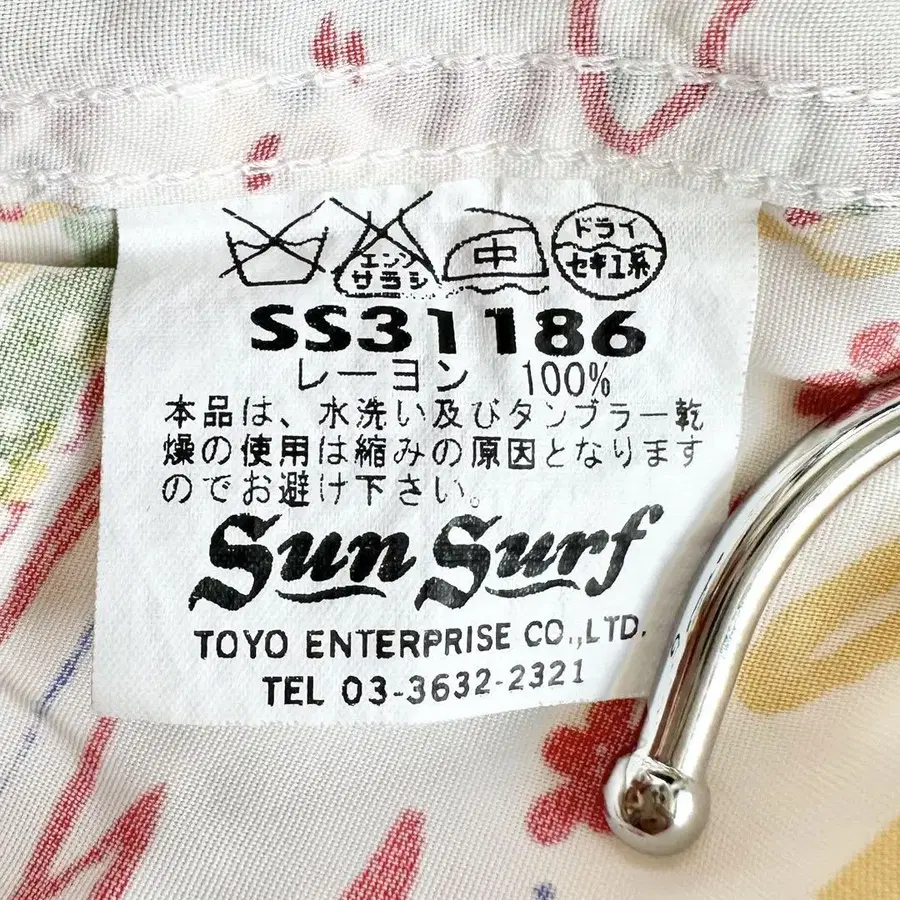 エンソ
サラシ
中
ドライ
セキユ系
SS31186
レーヨン 100%
本品は、水洗い及びタンブラー乾
燥の使用は縮みの原因となります
のでお避け下さい。
Sun Surf
TOYO ENTERPRISE CO.,LTD.
TEL 03-3632-2321